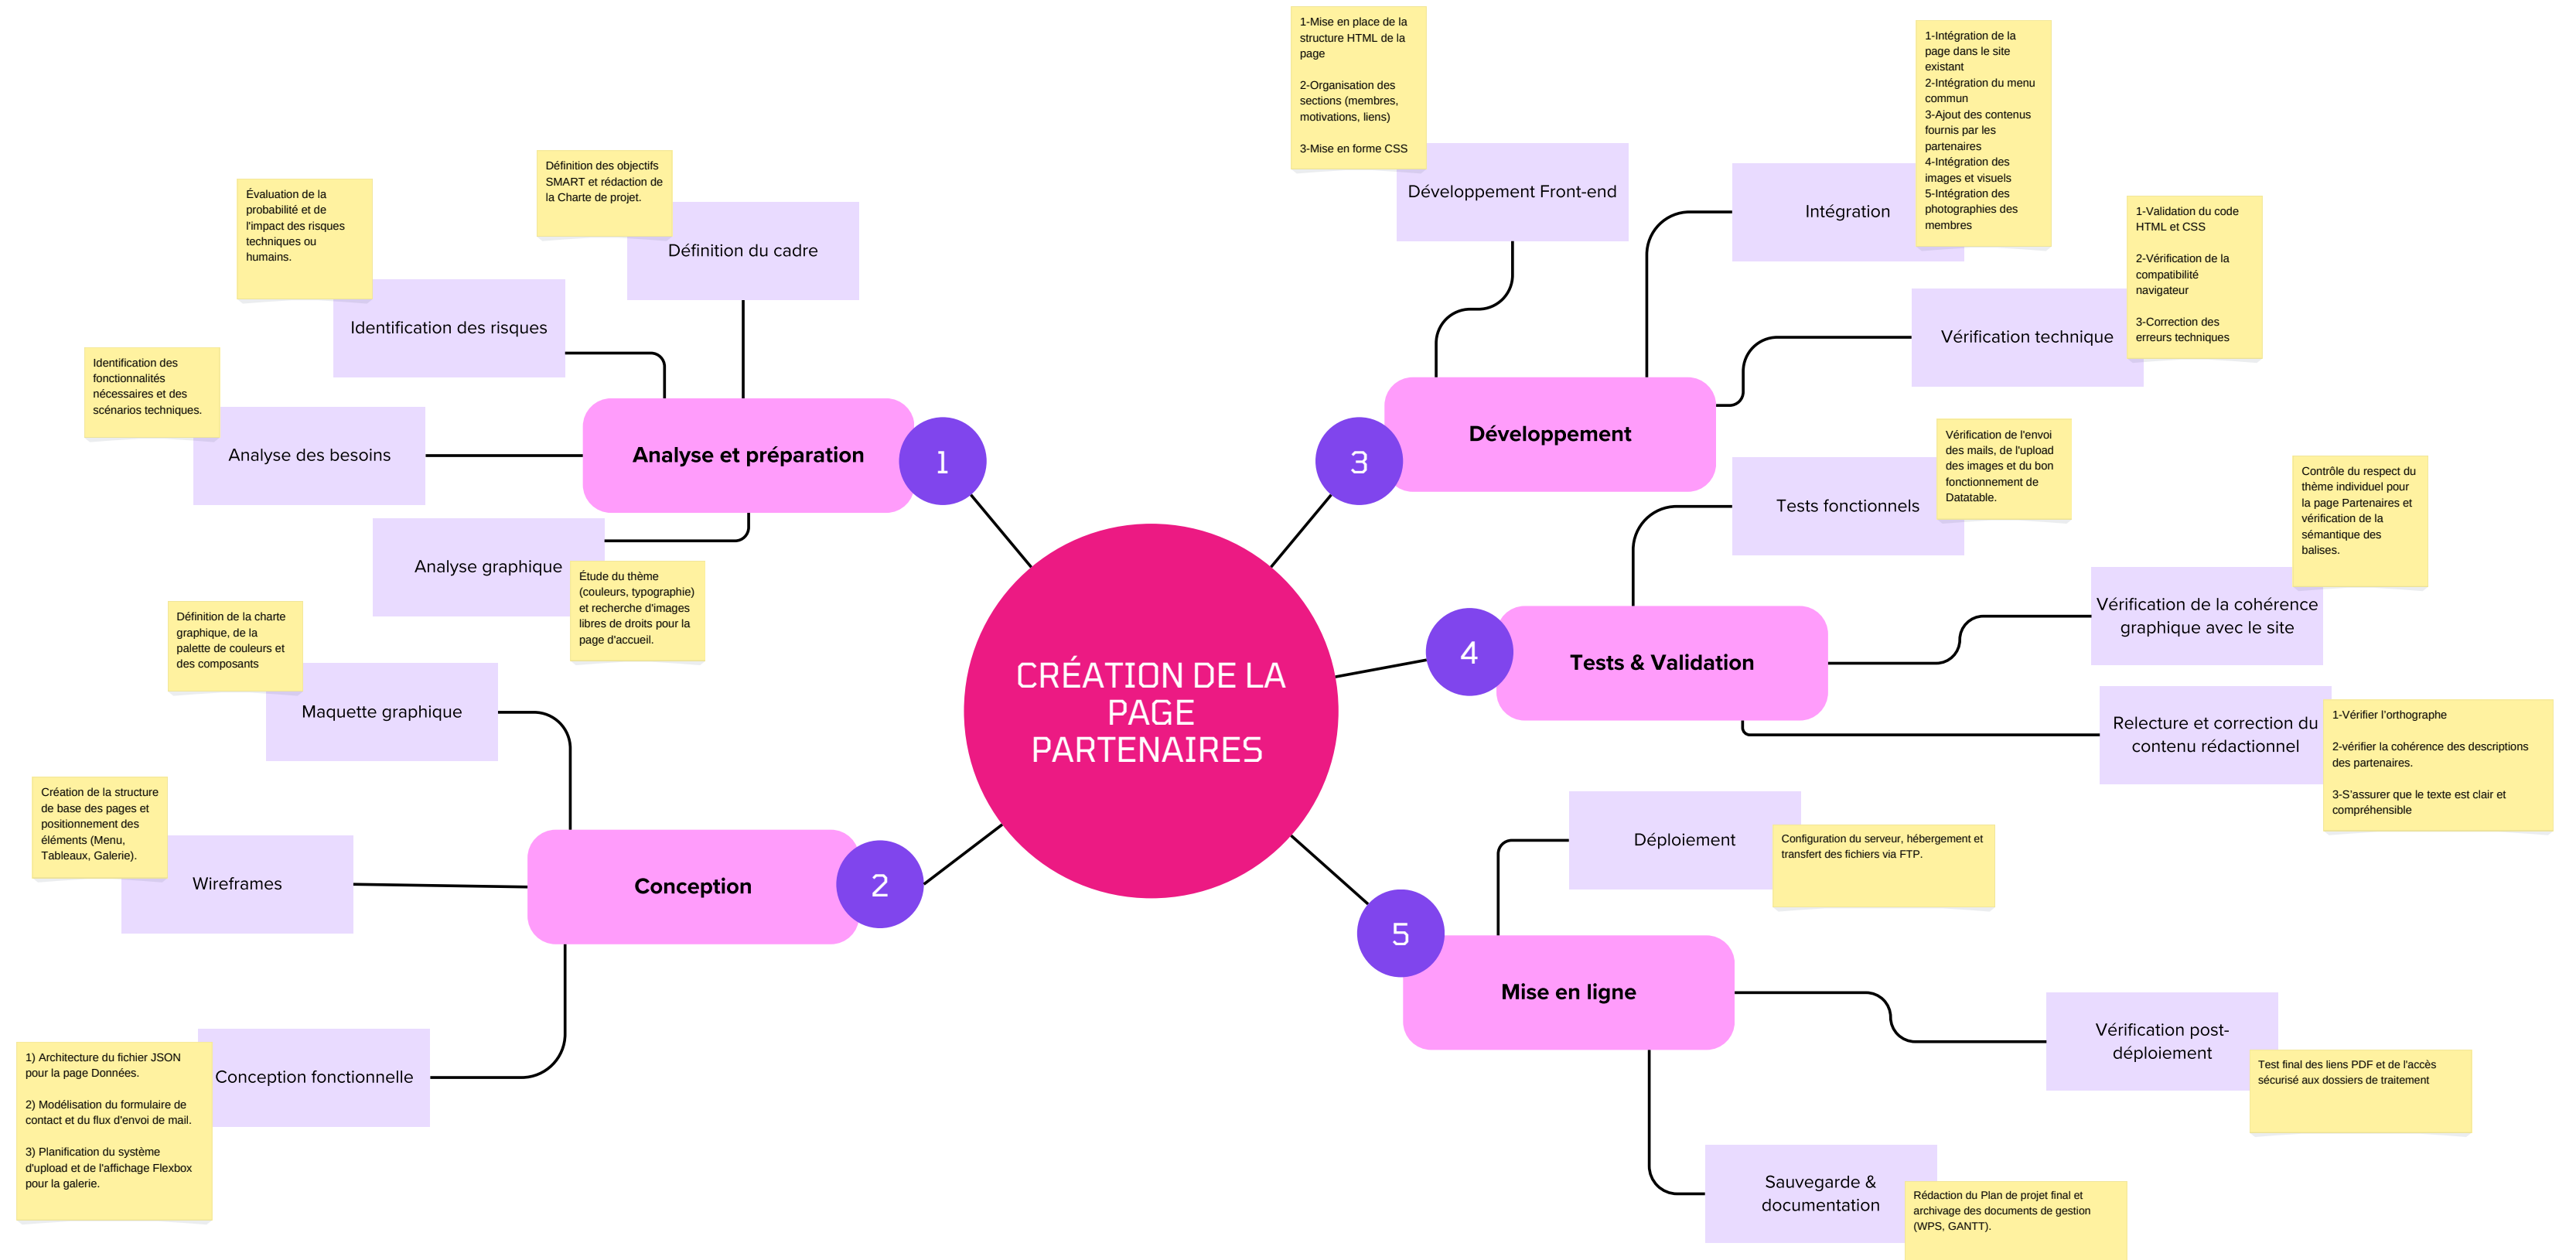 CRÉATION DE LA
PAGE
PARTENAIRES
1
Analyse et préparation
Définition des objectifs
SMART et rédaction de
la Charte de projet.
Définition du cadre
Évaluation de la
probabilité et de
l'impact des risques
techniques ou
humains.
Identification des risques
Identification des
fonctionnalités
nécessaires et des
scénarios techniques.
Analyse des besoins
Analyse graphique
Étude du thème
(couleurs, typographie)
et recherche d'images
libres de droits pour la
page d'accueil.
2
Conception
Définition de la charte
graphique, de la
palette de couleurs et
des composants
Maquette graphique
Création de la structure
de base des pages et
positionnement des
éléments (Menu,
Tableaux, Galerie).
Wireframes
1) Architecture du fichier JSON
pour la page Données.
2) Modélisation du formulaire de
contact et du flux d'envoi de mail.
3) Planification du système
d'upload et de l'affichage Flexbox
pour la galerie.
Conception fonctionnelle
3
Développement
1-Mise en place de la
structure HTML de la
page
2-Organisation des
sections (membres,
motivations, liens)
3-Mise en forme CSS
Développement Front-end
1-Intégration de la
page dans le site
existant
2-Intégration du menu
commun
3-Ajout des contenus
fournis par les
partenaires
4-Intégration des
images et visuels
5-Intégration des
photographies des
membres
Intégration
1-Validation du code
HTML et CSS
2-Vérification de la
compatibilité
navigateur
3-Correction des
erreurs techniques
Vérification technique
4
Tests & Validation
Vérification de l'envoi
des mails, de l'upload
des images et du bon
fonctionnement de
Datatable.
Tests fonctionnels
Contrôle du respect du
thème individuel pour
la page Partenaires et
vérification de la
sémantique des
balises.
Vérification de la cohérence
graphique avec le site
Relecture et correction du
contenu rédactionnel
1-Vérifier l'orthographe
2-vérifier la cohérence des descriptions
des partenaires.
3-S'assurer que le texte est clair et
compréhensible
5
Mise en ligne
Déploiement
Configuration du serveur, hébergement et
transfert des fichiers via FTP.
Vérification post-
déploiement
Test final des liens PDF et de l'accès
sécurisé aux dossiers de traitement
Sauvegarde &
documentation
Rédaction du Plan de projet final et
archivage des documents de gestion
(WPS, GANTT).